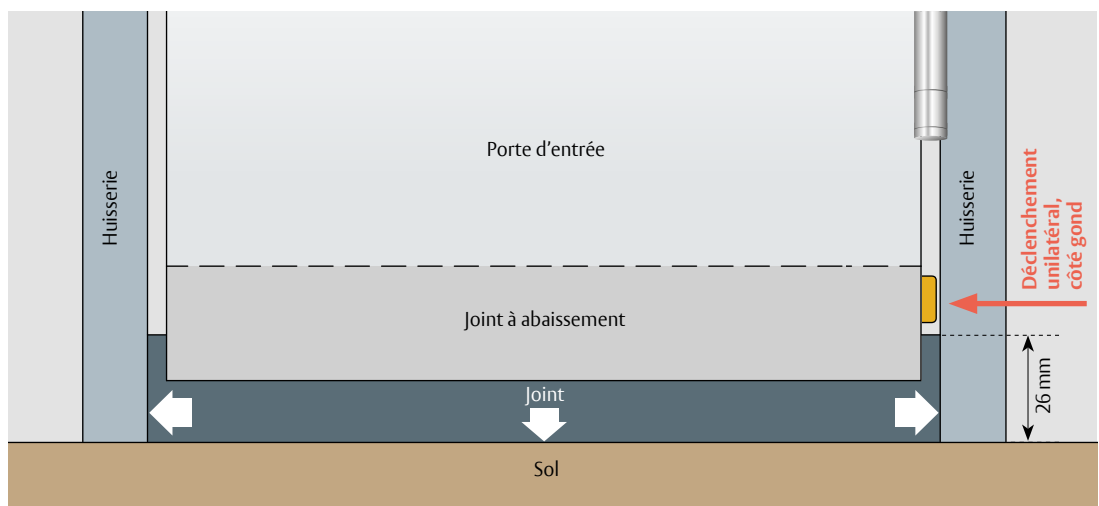 Porte d'entrée
Huisserie
Huisserie
Déclenchement
unilatéral,
côté gond
Joint à abaissement
Joint
26 mm
Sol